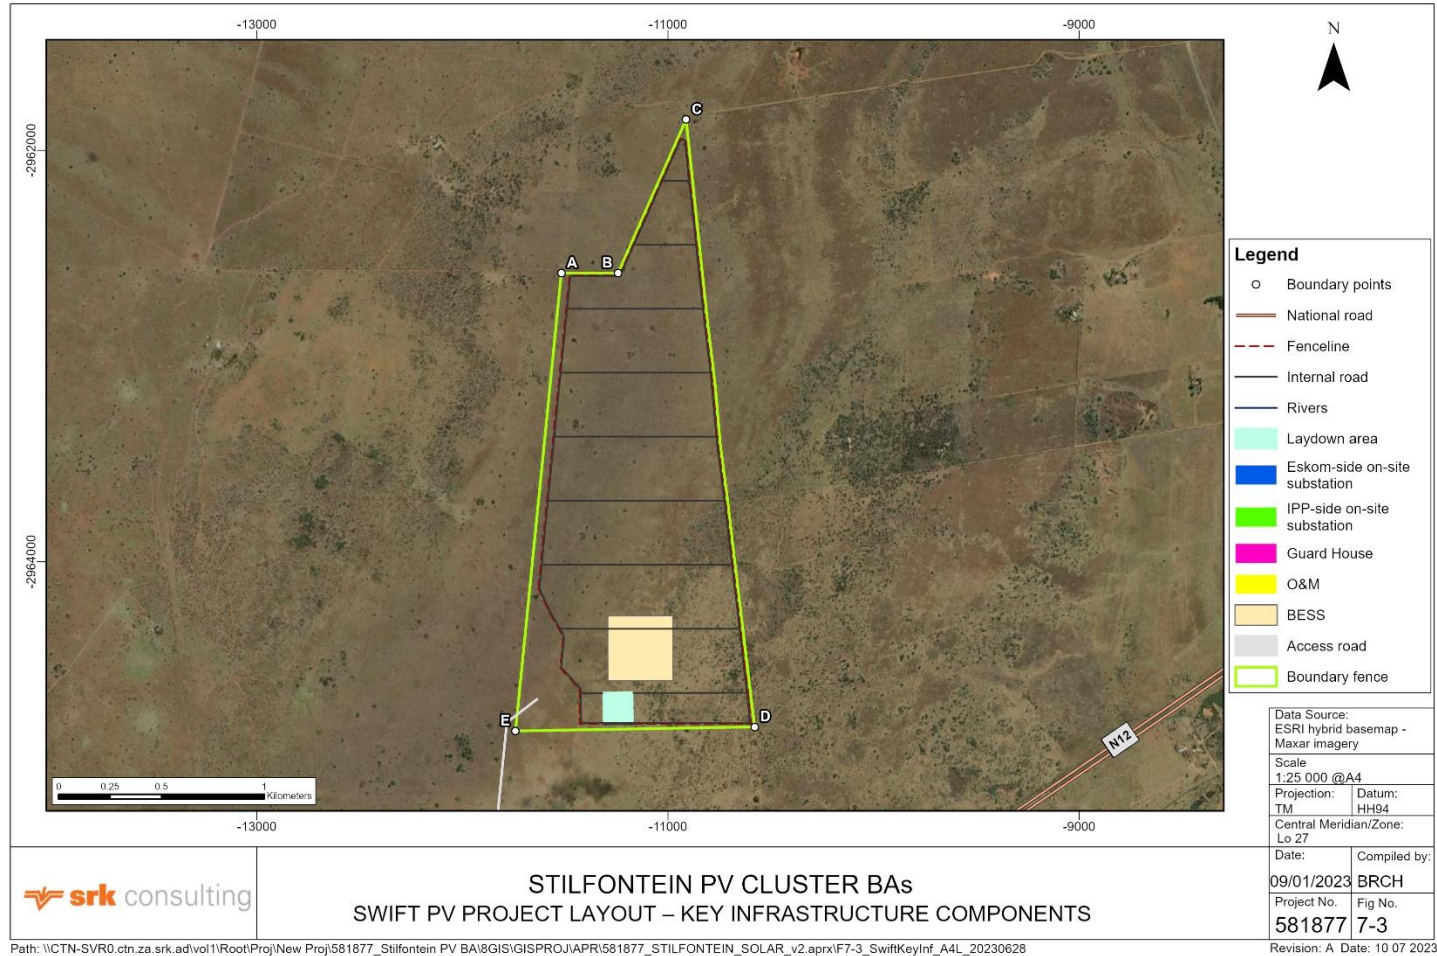 -13000
-11000
-9000
N
-2962000
-2964000
C
A
B
E
D
N12
0
0.25
0.5
1
Kilometers
-13000
-11000
-9000
Legend
Boundary points
National road
Fenceline
Internal road
Rivers
Laydown area
Eskom-side on-site
substation
IPP-side on-site
substation
Guard House
O&M
BESS
Access road
Boundary fence
Data Source:
ESRI hybrid basemap -
Maxar imagery
Scale
1:25 000 @A4
Projection:
TM
Datum:
HH94
Central Meridian/Zone:
Lo 27
Date:
09/01/2023
Compiled by:
BRCH
Project No.
581877
Fig No.
7-3
srk consulting
STILFONTEIN PV CLUSTER BAs
SWIFT PV PROJECT LAYOUT – KEY INFRASTRUCTURE COMPONENTS
Path: \\CTN-SVR0.ctn.za.srk.ad\vol1\Root\Proj\New Proj\581877_Stilfontein PV BA\8GIS\GISPROJ\APR\581877_STILFONTEIN_SOLAR_v2.aprx\F7-3_SwiftKeyInf_A4L_20230628
Revision: A Date: 10 07 2023